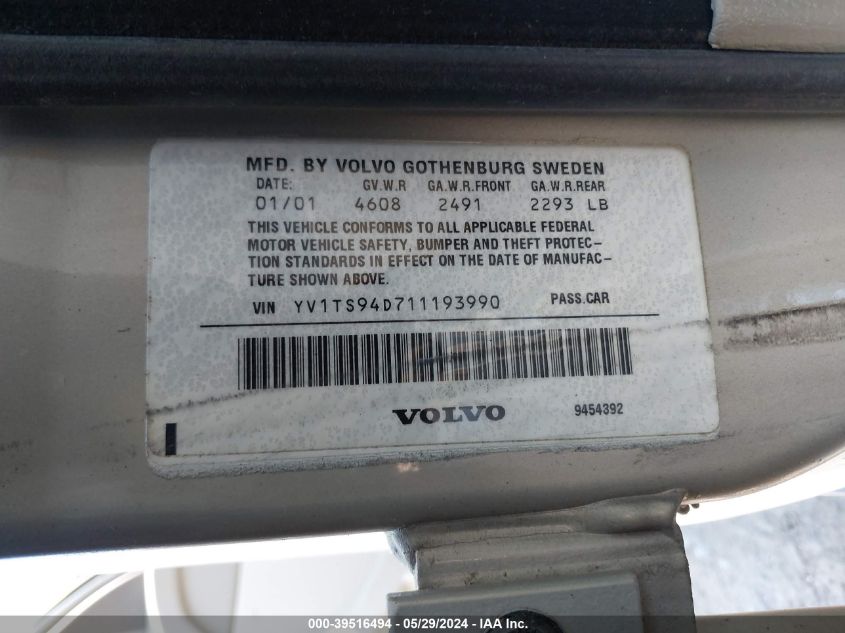 MFD. BY VOLVO GOTHENBURG SWEDEN
DATE: GV.W.R GA.W.R.FRONT GA.W.R.REAR
01/01 4608 2491 2293 LB
THIS VEHICLE CONFORMS TO ALL APPLICABLE FEDERAL
MOTOR VEHICLE SAFETY, BUMPER AND THEFT PROTEC-
TION STANDARDS IN EFFECT ON THE DATE OF MANUFAC-
TURE SHOWN ABOVE.
VIN YV1TS94D711193990 PASS.CAR
VOLVO 9454392
000-39516494 - 05/29/2024 - IAA Inc.